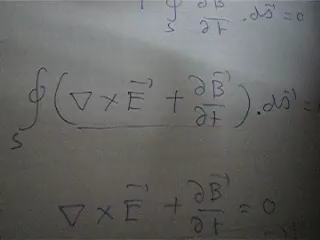 ∮ ∂B⃗/∂t . ds⃗ = 0
S
∮ (∇ × E⃗ + ∂B⃗/∂t) . ds⃗ =
S
∇ × E⃗ + ∂B⃗/∂t = 0